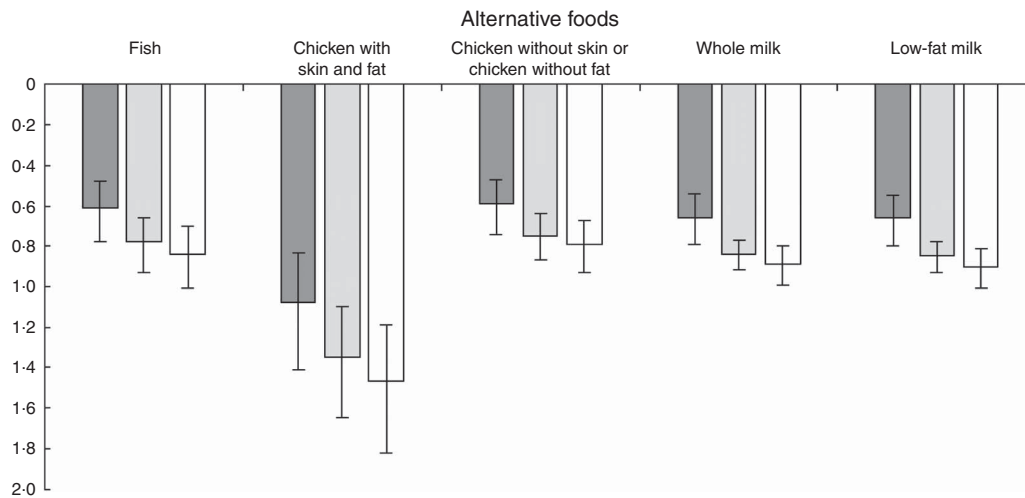 Alternative foods
Fish
Chicken with
skin and fat
Chicken without skin or
chicken without fat
Whole milk
Low-fat milk
0
0·2
0·4
0·6
0·8
1·0
1·2
1·4
1·6
1·8
2·0